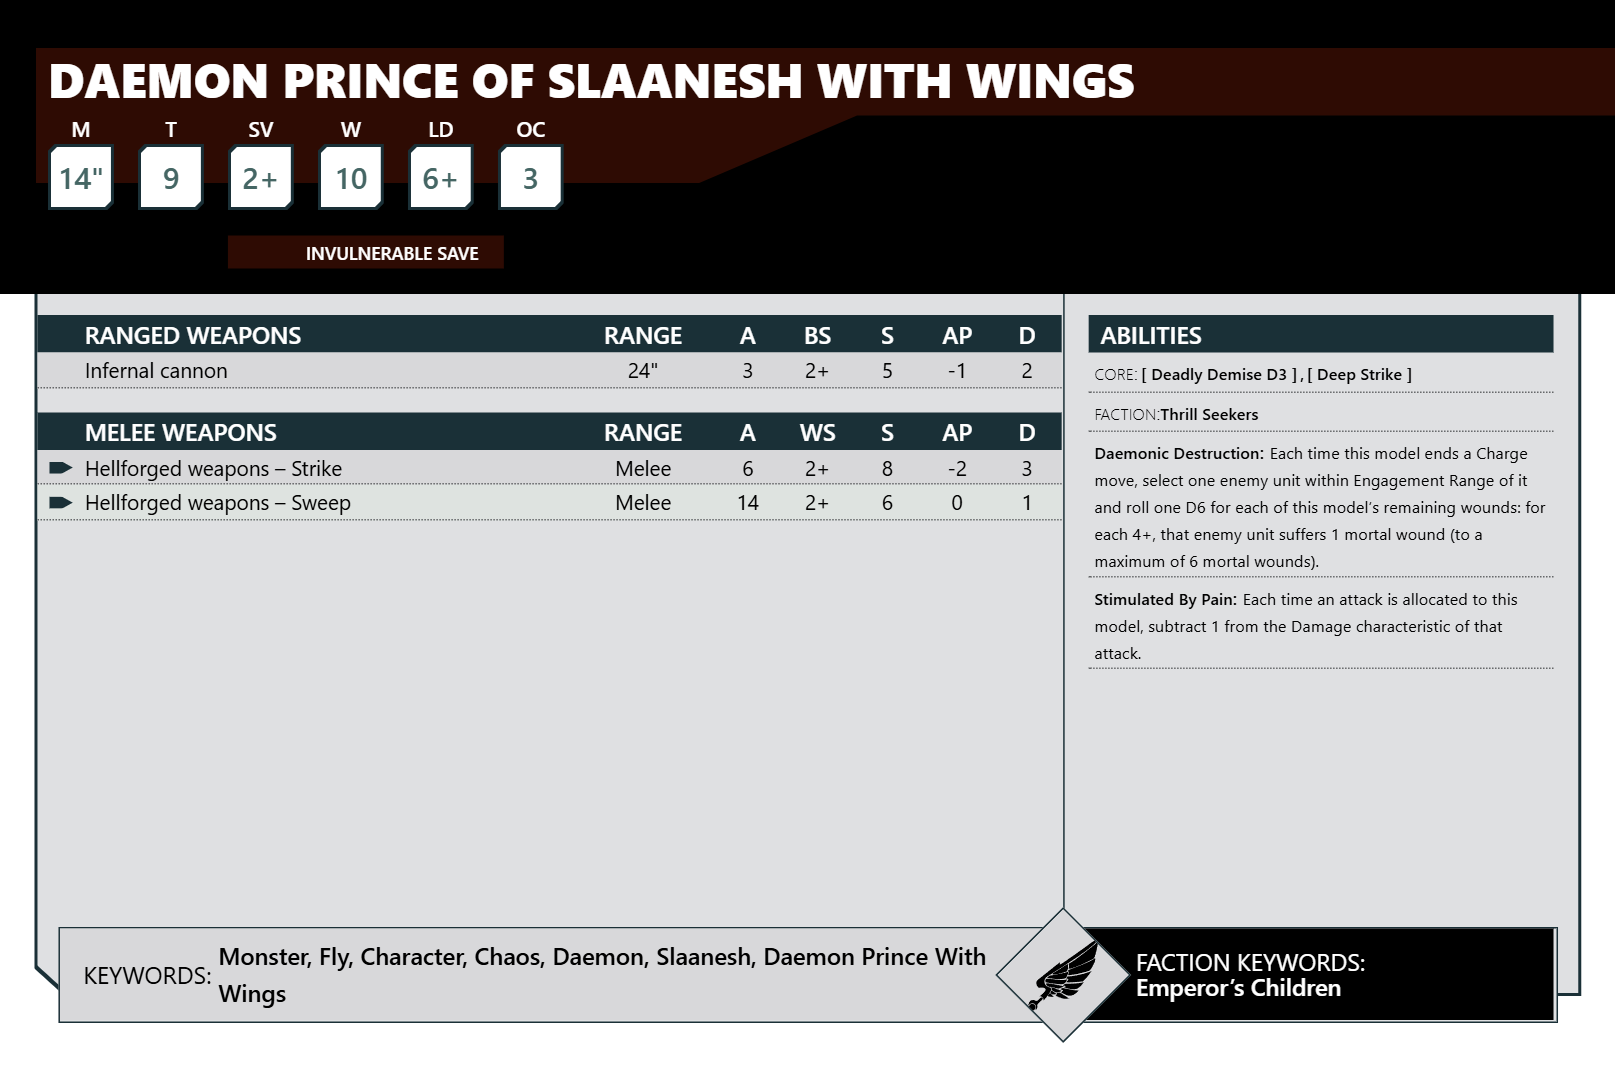 DAEMON PRINCE OF SLAANESH WITH WINGS
M T SV W LD OC
14" 9 2+ 10 6+ 3
INVULNERABLE SAVE
RANGED WEAPONS RANGE A BS S AP D
Infernal cannon 24" 3 2+ 5 -1 2
MELEE WEAPONS RANGE A WS S AP D
Hellforged weapons – Strike Melee 6 2+ 8 -2 3
Hellforged weapons – Sweep Melee 14 2+ 6 0 1
ABILITIES
CORE: [ Deadly Demise D3 ] , [ Deep Strike ]
FACTION:Thrill Seekers
Daemonic Destruction: Each time this model ends a Charge
move, select one enemy unit within Engagement Range of it
and roll one D6 for each of this model’s remaining wounds: for
each 4+, that enemy unit suffers 1 mortal wound (to a
maximum of 6 mortal wounds).
Stimulated By Pain: Each time an attack is allocated to this
model, subtract 1 from the Damage characteristic of that
attack.
KEYWORDS: Monster, Fly, Character, Chaos, Daemon, Slaanesh, Daemon Prince With
Wings
FACTION KEYWORDS:
Emperor’s Children